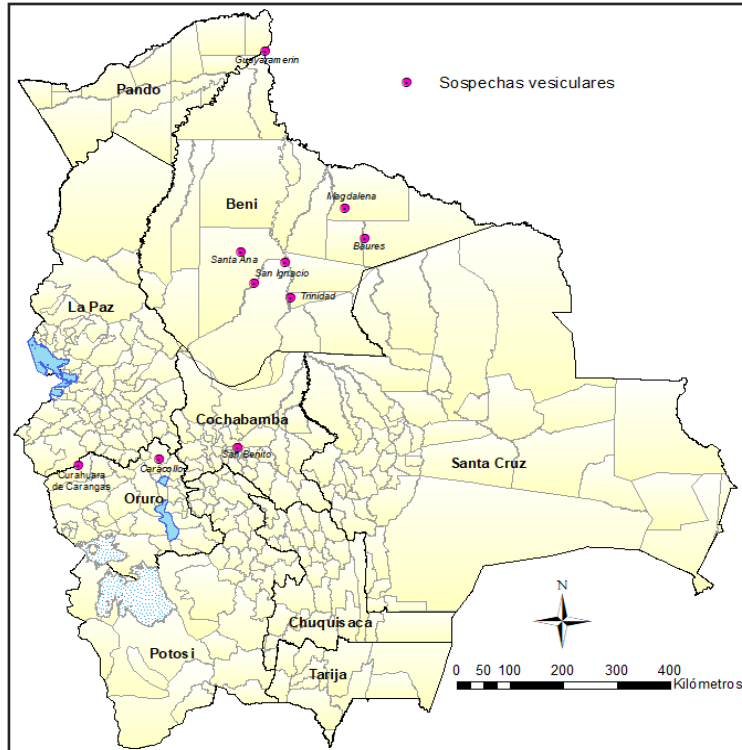 Guayaramerin
Pando
Sospechas vesiculares
Magdalena
Beni
Baures
Santa Ana
San Ignacio
Trinidad
La Paz
Cochabamba
San Benito
Santa Cruz
Caracollo
Curahuara
de Carangas
Oruro
N
Chuquisaca
Potosi
Tarija
0 50 100 200 300 400
Kilómetros